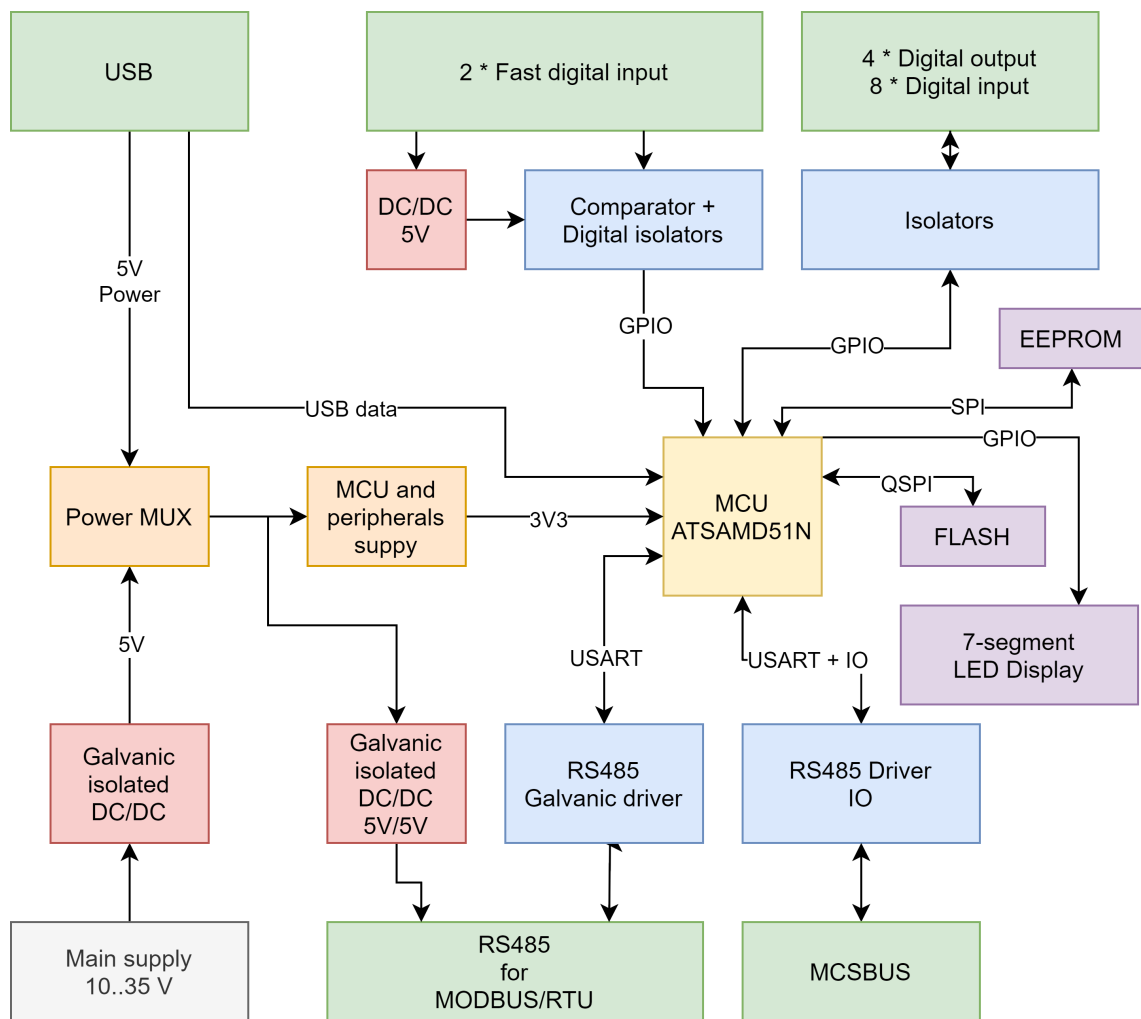 USB
2 * Fast digital input
4 * Digital output
8 * Digital input
DC/DC
5V
Comparator +
Digital isolators
Isolators
5V
Power
GPIO
GPIO
EEPROM
USB data
SPI
GPIO
Power MUX
MCU and
peripherals
suppy
3V3
MCU
ATSAMD51N
QSPI
FLASH
5V
USART
USART + IO
7-segment
LED Display
Galvanic
isolated
DC/DC
Galvanic
isolated
DC/DC
5V/5V
RS485
Galvanic driver
RS485 Driver
IO
Main supply
10..35 V
RS485
for
MODBUS/RTU
MCSBUS